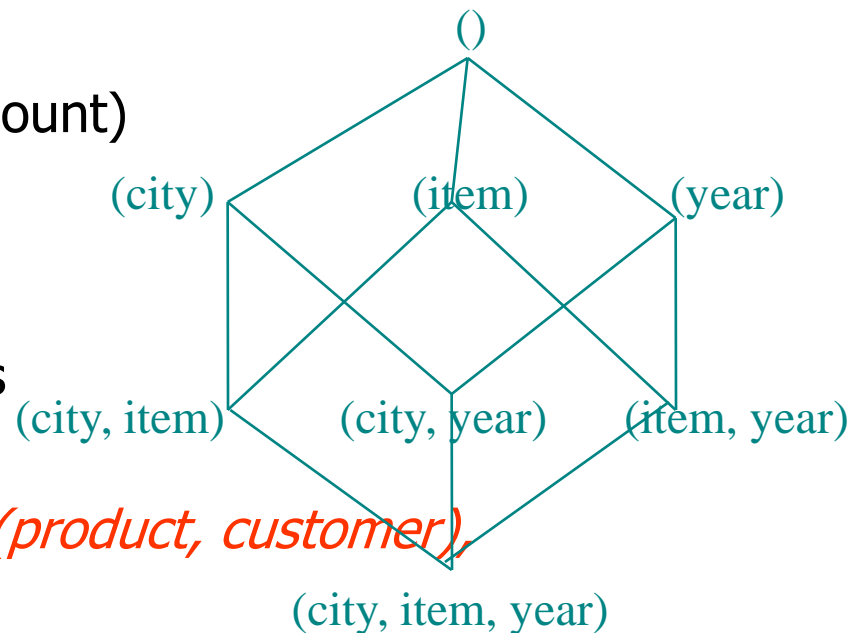 ()
ount)
(city) (item) (year)
s
(city, item) (city, year) (item, year)
(product, customer),
(city, item, year)